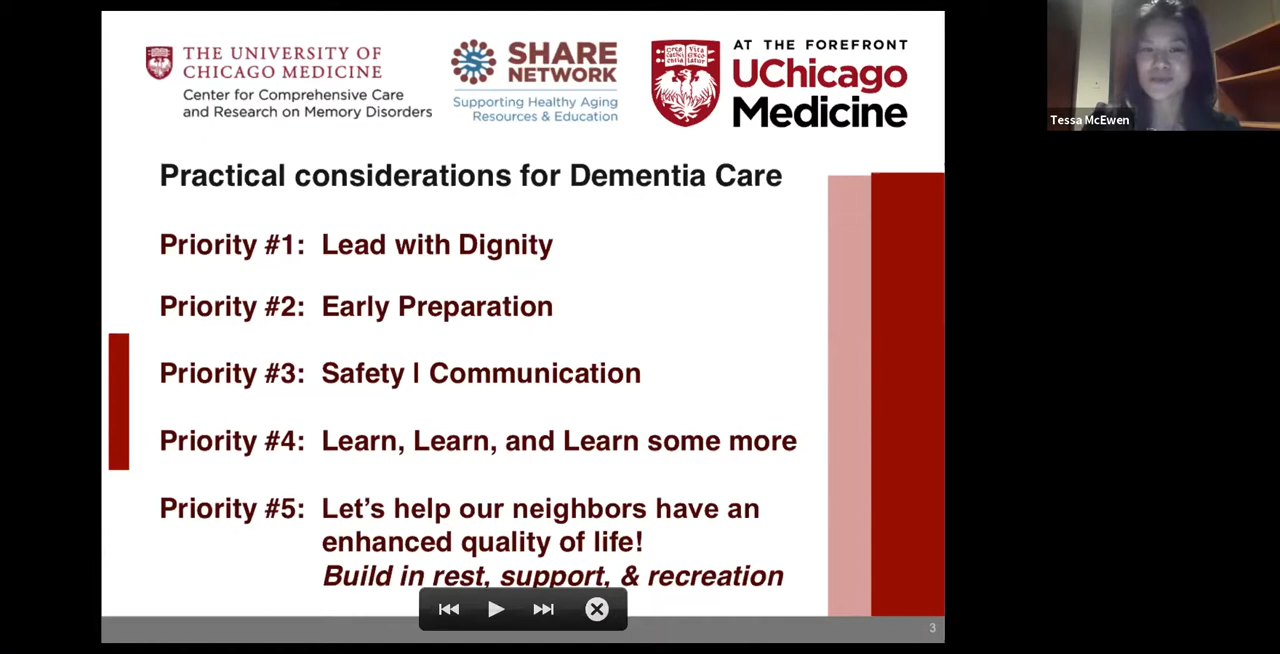 THE UNIVERSITY OF
CHICAGO MEDICINE
Center for Comprehensive Care
and Research on Memory Disorders
SHARE
NETWORK
Supporting Healthy Aging
Resources & Education
AT THE FOREFRONT
UChicago
Medicine
Tessa McEwen
Practical considerations for Dementia Care
Priority #1: Lead with Dignity
Priority #2: Early Preparation
Priority #3: Safety | Communication
Priority #4: Learn, Learn, and Learn some more
Priority #5: Let’s help our neighbors have an
enhanced quality of life!
Build in rest, support, & recreation
3